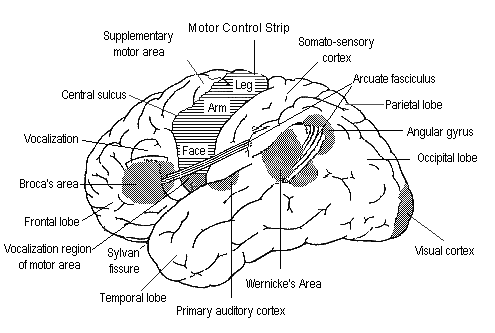 Motor Control Strip
Supplementary
motor area
Somato-sensory
cortex
Arcuate fasciculus
Leg
Central sulcus
Arm
Parietal lobe
Vocalization
Angular gyrus
Face
Occipital lobe
Broca's area
Frontal lobe
Vocalization region
of motor area
Sylvan
fissure
Visual cortex
Wernicke's Area
Temporal lobe
Primary auditory cortex